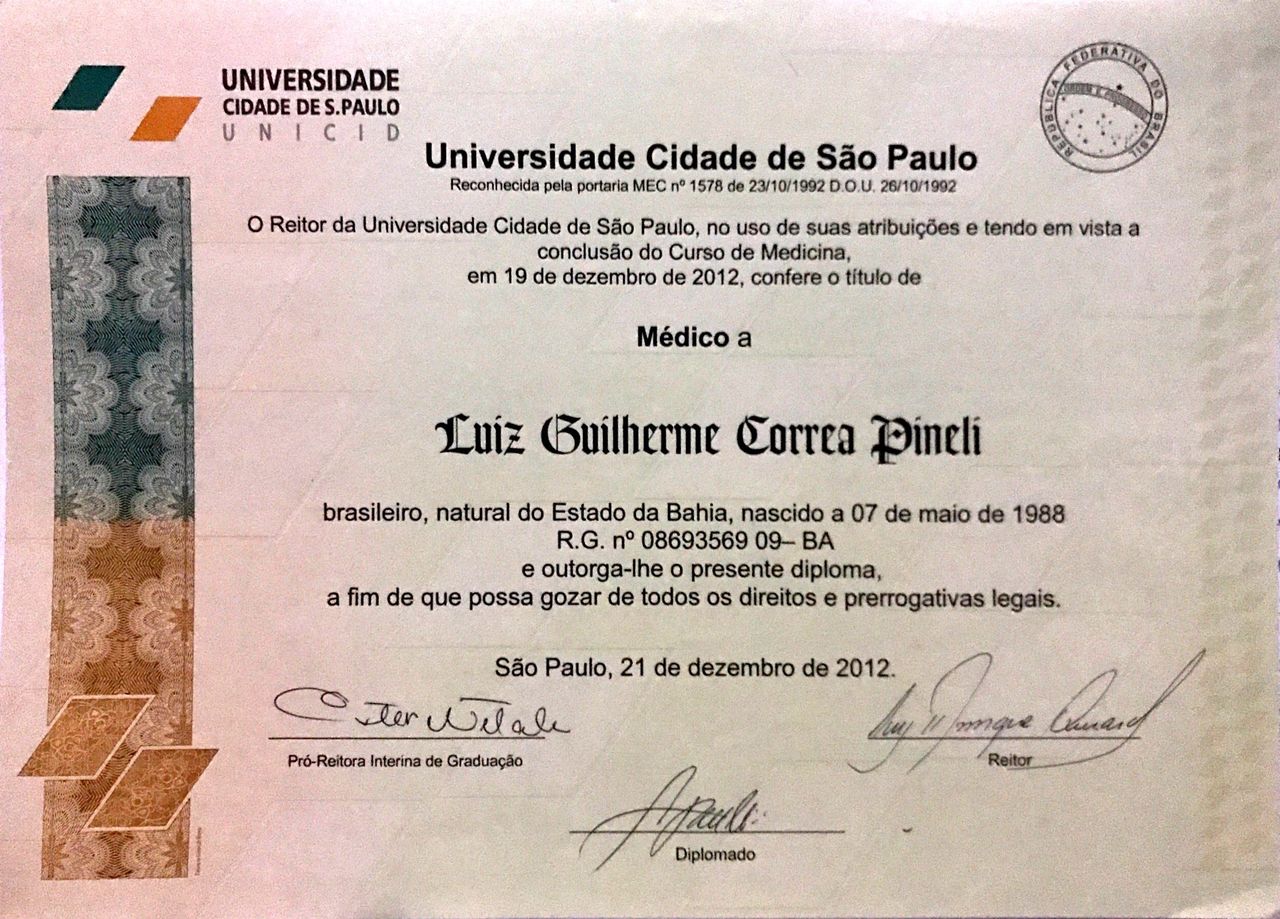 UNIVERSIDADE
CIDADE DE S.PAULO
UNICID
REPÚBLICA FEDERATIVA DO BRASIL
Universidade Cidade de São Paulo
Reconhecida pela portaria MEC nº 1578 de 23/10/1992 D.O.U. 26/10/1992
O Reitor da Universidade Cidade de São Paulo, no uso de suas atribuições e tendo em vista a
conclusão do Curso de Medicina,
em 19 de dezembro de 2012, confere o título de
Médico a
Luiz Guilherme Correa Pineli
brasileiro, natural do Estado da Bahia, nascido a 07 de maio de 1988
R.G. nº 08693569 09– BA
e outorga-lhe o presente diploma,
a fim de que possa gozar de todos os direitos e prerrogativas legais.
São Paulo, 21 de dezembro de 2012.
Pró-Reitora Interina de Graduação
Reitor
Diplomado